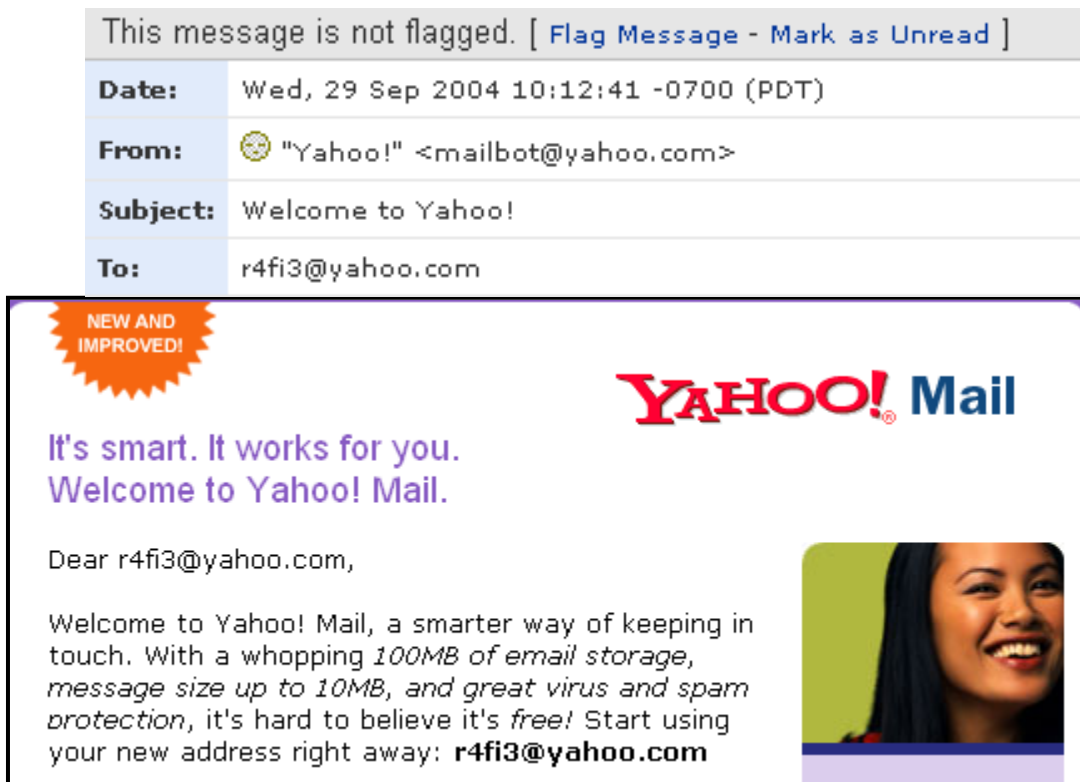 This message is not flagged. [ Flag Message - Mark as Unread ]
Date: Wed, 29 Sep 2004 10:12:41 -0700 (PDT)
From: "Yahoo!" <mailbot@yahoo.com>
Subject: Welcome to Yahoo!
To: r4fi3@yahoo.com
NEW AND
IMPROVED!
YAHOO!® Mail
It's smart. It works for you.
Welcome to Yahoo! Mail.
Dear r4fi3@yahoo.com,
Welcome to Yahoo! Mail, a smarter way of keeping in
touch. With a whopping 100MB of email storage,
message size up to 10MB, and great virus and spam
protection, it's hard to believe it's free! Start using
your new address right away: r4fi3@yahoo.com